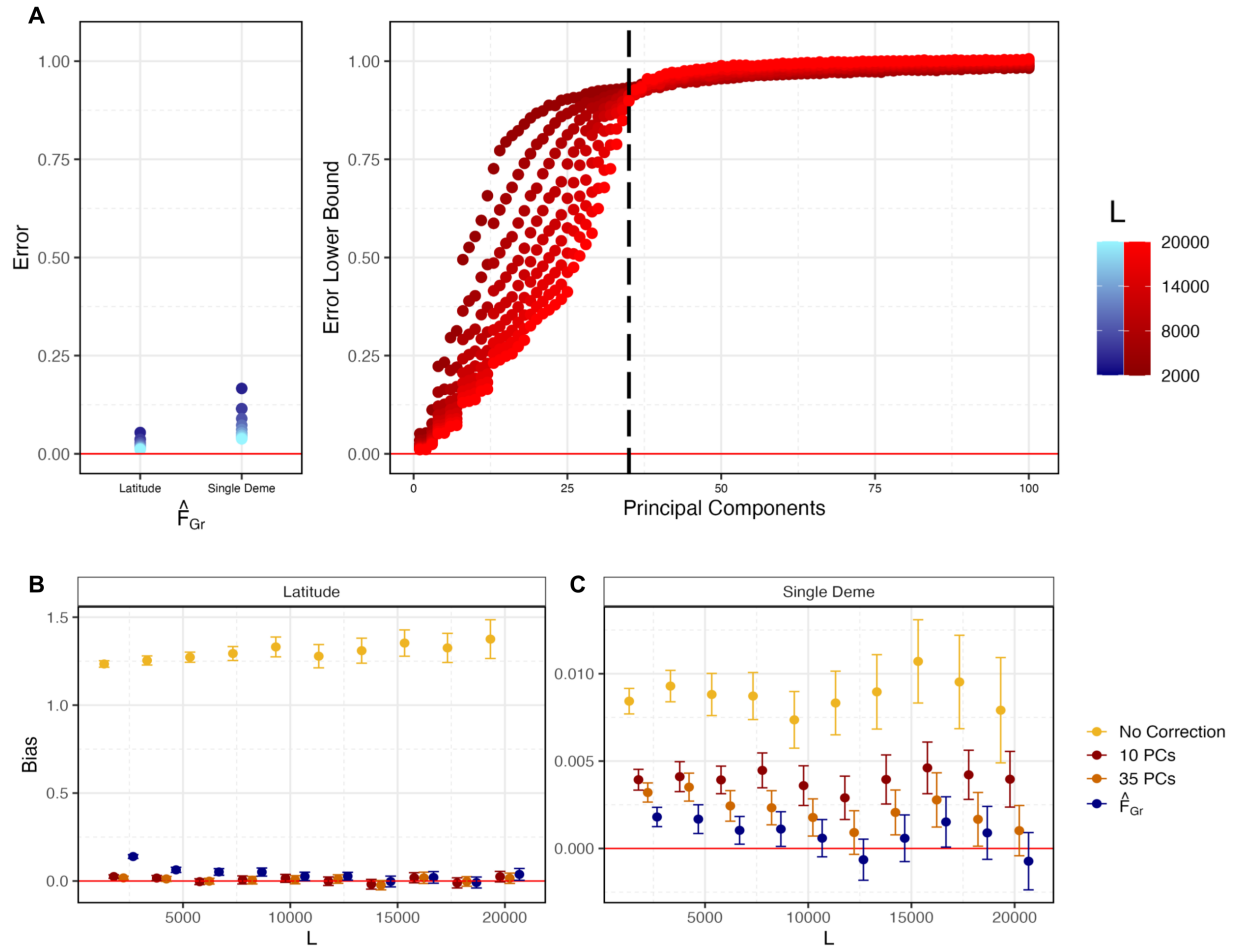 A
Error
1.00
0.75
0.50
0.25
0.00
Latitude
Single Deme
F̂Gr
Error Lower Bound
1.00
0.75
0.50
0.25
0.00
0
25
50
75
100
Principal Components
L
20000
14000
8000
2000
B
Latitude
Bias
1.5
1.0
0.5
0.0
5000
10000
15000
20000
L
C
Single Deme
0.010
0.005
0.000
5000
10000
15000
20000
L
No Correction
10 PCs
35 PCs
F̂Gr